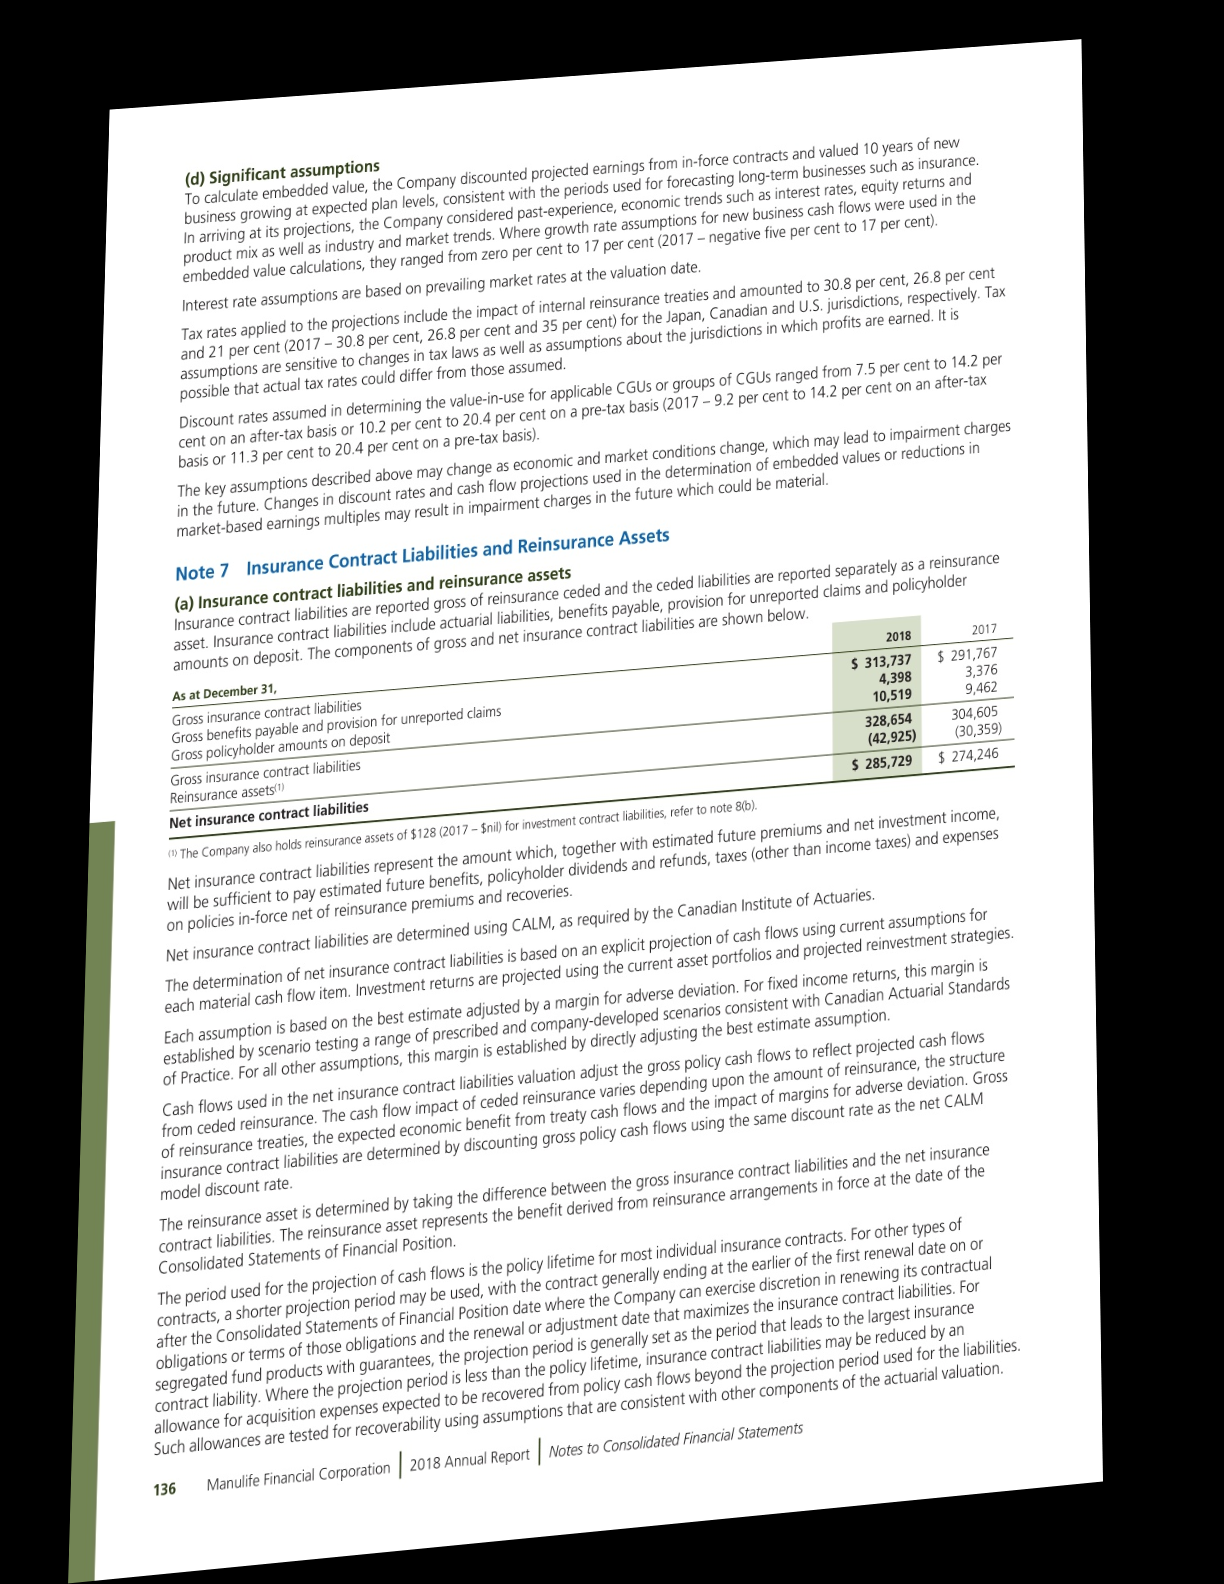 (d) Significant assumptions
To calculate embedded value, the Company discounted projected earnings from in-force contracts and valued 10 years of new
business growing at expected plan levels, consistent with the periods used for forecasting long-term businesses such as insurance.
In arriving at its projections, the Company considered past-experience, economic trends such as interest rates, equity returns and
product mix as well as industry and market trends. Where growth rate assumptions for new business cash flows were used in the
embedded value calculations, they ranged from zero per cent to 17 per cent (2017 – negative five per cent to 17 per cent).
Interest rate assumptions are based on prevailing market rates at the valuation date.
Tax rates applied to the projections include the impact of internal reinsurance treaties and amounted to 30.8 per cent, 26.8 per cent
and 21 per cent (2017 – 30.8 per cent, 26.8 per cent and 35 per cent) for the Japan, Canadian and U.S. jurisdictions, respectively. Tax
assumptions are sensitive to changes in tax laws as well as assumptions about the jurisdictions in which profits are earned. It is
possible that actual tax rates could differ from those assumed.
Discount rates assumed in determining the value-in-use for applicable CGUs or groups of CGUs ranged from 7.5 per cent to 14.2 per
cent on an after-tax basis or 10.2 per cent to 20.4 per cent on a pre-tax basis (2017 – 9.2 per cent to 14.2 per cent on an after-tax
basis or 11.3 per cent to 20.4 per cent on a pre-tax basis).
The key assumptions described above may change as economic and market conditions change, which may lead to impairment charges
in the future. Changes in discount rates and cash flow projections used in the determination of embedded values or reductions in
market-based earnings multiples may result in impairment charges in the future which could be material.
Note 7 Insurance Contract Liabilities and Reinsurance Assets
(a) Insurance contract liabilities and reinsurance assets
Insurance contract liabilities are reported gross of reinsurance ceded and the ceded liabilities are reported separately as a reinsurance
asset. Insurance contract liabilities include actuarial liabilities, benefits payable, provision for unreported claims and policyholder
amounts on deposit. The components of gross and net insurance contract liabilities are shown below.
As at December 31, 2018 2017
Gross insurance contract liabilities $ 313,737 $ 291,767
Gross benefits payable and provision for unreported claims 4,398 3,376
Gross policyholder amounts on deposit 10,519 9,462
Gross insurance contract liabilities 328,654 304,605
Reinsurance assets(1) (42,925) (30,359)
Net insurance contract liabilities $ 285,729 $ 274,246
(1) The Company also holds reinsurance assets of $128 (2017 – $nil) for investment contract liabilities, refer to note 8(b).
Net insurance contract liabilities represent the amount which, together with estimated future premiums and net investment income,
will be sufficient to pay estimated future benefits, policyholder dividends and refunds, taxes (other than income taxes) and expenses
on policies in-force net of reinsurance premiums and recoveries.
Net insurance contract liabilities are determined using CALM, as required by the Canadian Institute of Actuaries.
The determination of net insurance contract liabilities is based on an explicit projection of cash flows using current assumptions for
each material cash flow item. Investment returns are projected using the current asset portfolios and projected reinvestment strategies.
Each assumption is based on the best estimate adjusted by a margin for adverse deviation. For fixed income returns, this margin is
established by scenario testing a range of prescribed and company-developed scenarios consistent with Canadian Actuarial Standards
of Practice. For all other assumptions, this margin is established by directly adjusting the best estimate assumption.
Cash flows used in the net insurance contract liabilities valuation adjust the gross policy cash flows to reflect projected cash flows
from ceded reinsurance. The cash flow impact of ceded reinsurance varies depending upon the amount of reinsurance, the structure
of reinsurance treaties, the expected economic benefit from treaty cash flows and the impact of margins for adverse deviation. Gross
insurance contract liabilities are determined by discounting gross policy cash flows using the same discount rate as the net CALM
model discount rate.
The reinsurance asset is determined by taking the difference between the gross insurance contract liabilities and the net insurance
contract liabilities. The reinsurance asset represents the benefit derived from reinsurance arrangements in force at the date of the
Consolidated Statements of Financial Position.
The period used for the projection of cash flows is the policy lifetime for most individual insurance contracts. For other types of
contracts, a shorter projection period may be used, with the contract generally ending at the earlier of the first renewal date on or
after the Consolidated Statements of Financial Position date where the Company can exercise discretion in renewing its contractual
obligations or terms of those obligations and the renewal or adjustment date that maximizes the insurance contract liabilities. For
segregated fund products with guarantees, the projection period is generally set as the period that leads to the largest insurance
contract liability. Where the projection period is less than the policy lifetime, insurance contract liabilities may be reduced by an
allowance for acquisition expenses expected to be recovered from policy cash flows beyond the projection period used for the liabilities.
Such allowances are tested for recoverability using assumptions that are consistent with other components of the actuarial valuation.
136 Manulife Financial Corporation | 2018 Annual Report | Notes to Consolidated Financial Statements